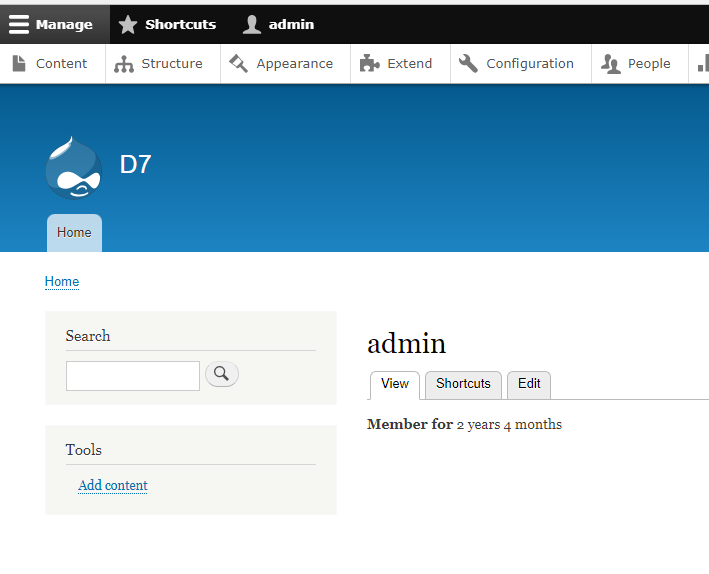 Manage Shortcuts admin
Content Structure Appearance Extend Configuration People
D7
Home
Home
Search
Tools
Add content
admin
View Shortcuts Edit
Member for 2 years 4 months